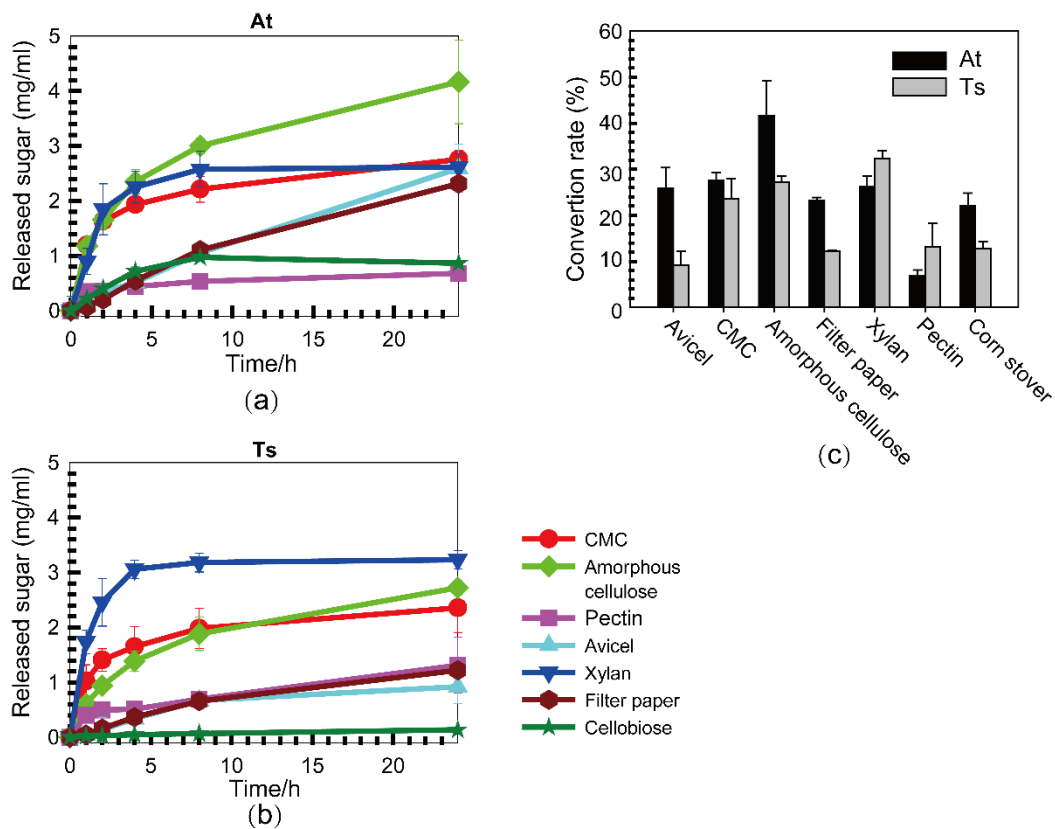 At
Released sugar (mg/ml)
5
4
3
2
1
0
0 5 10 15 20
Time/h
(a)
Convertion rate (%)
60
50
40
30
20
10
0
At
Ts
Avicel
CMC
Amorphous cellulose
Filter paper
Xylan
Pectin
Corn stover
(c)
Ts
Released sugar (mg/ml)
5
4
3
2
1
0
0 5 10 15 20
Time/h
(b)
CMC
Amorphous
cellulose
Pectin
Avicel
Xylan
Filter paper
Cellobiose